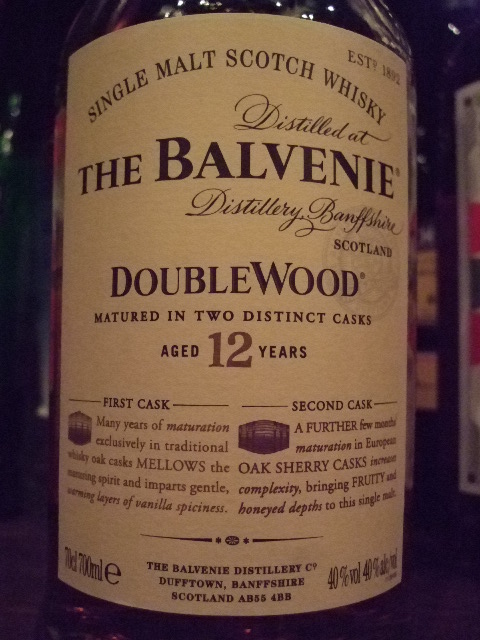 ESTD 1892
SINGLE MALT SCOTCH WHISKY
Distilled at
THE BALVENIE®
Distillery, Banffshire
SCOTLAND
DOUBLEWOOD®
MATURED IN TWO DISTINCT CASKS
AGED 12 YEARS
FIRST CASK
Many years of maturation
exclusively in traditional
whisky oak casks MELLOWS the
maturing spirit and imparts gentle,
warming layers of vanilla spiciness.
SECOND CASK
A FURTHER few months
maturation in European
OAK SHERRY CASKS increases
complexity, bringing FRUITY and
honeyed depths to this single malt.
70cl 700ml e
THE BALVENIE DISTILLERY Co
DUFFTOWN, BANFFSHIRE
SCOTLAND AB55 4BB
40%vol 40%alc/vol